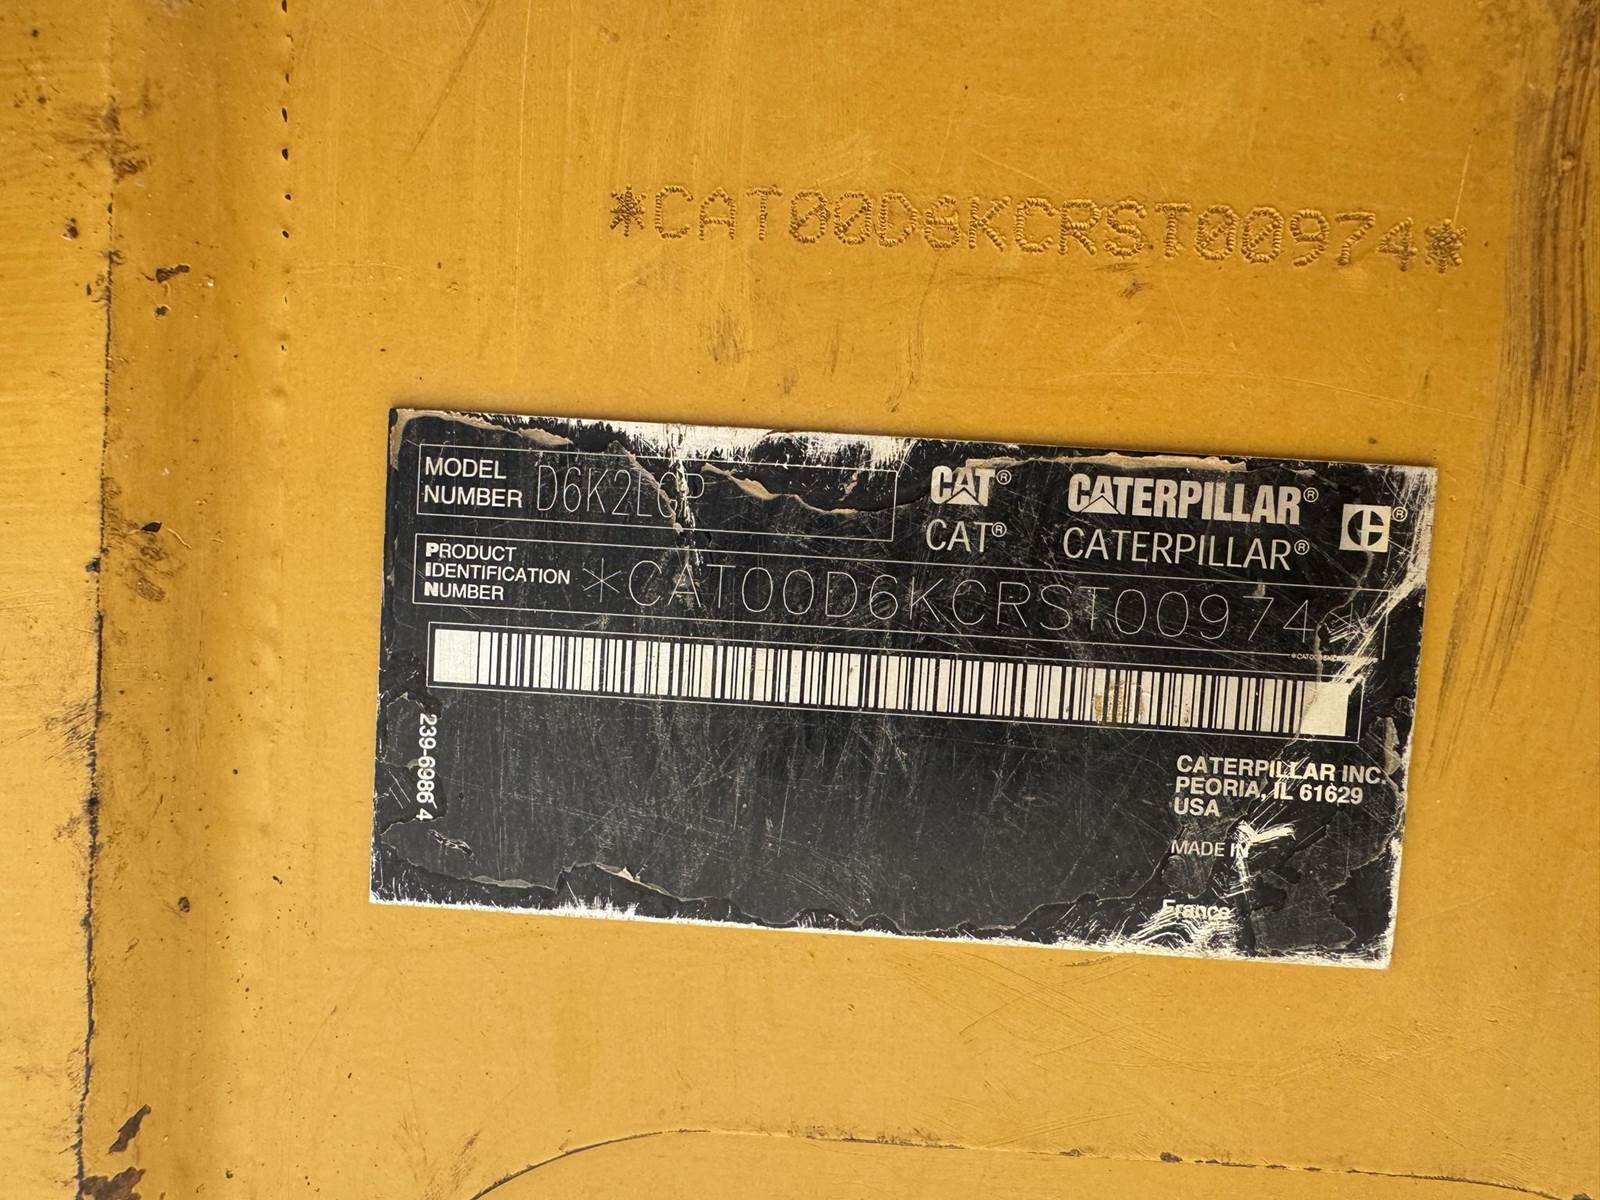 *CAT00D6KCRST00974*
MODEL NUMBER D6K2LGP
CAT® CATERPILLAR®
CAT® CATERPILLAR®
PRODUCT IDENTIFICATION NUMBER *CAT00D6KCRST00974*
239-6986 4
CATERPILLAR INC.
PEORIA, IL 61629
USA
MADE IN
France